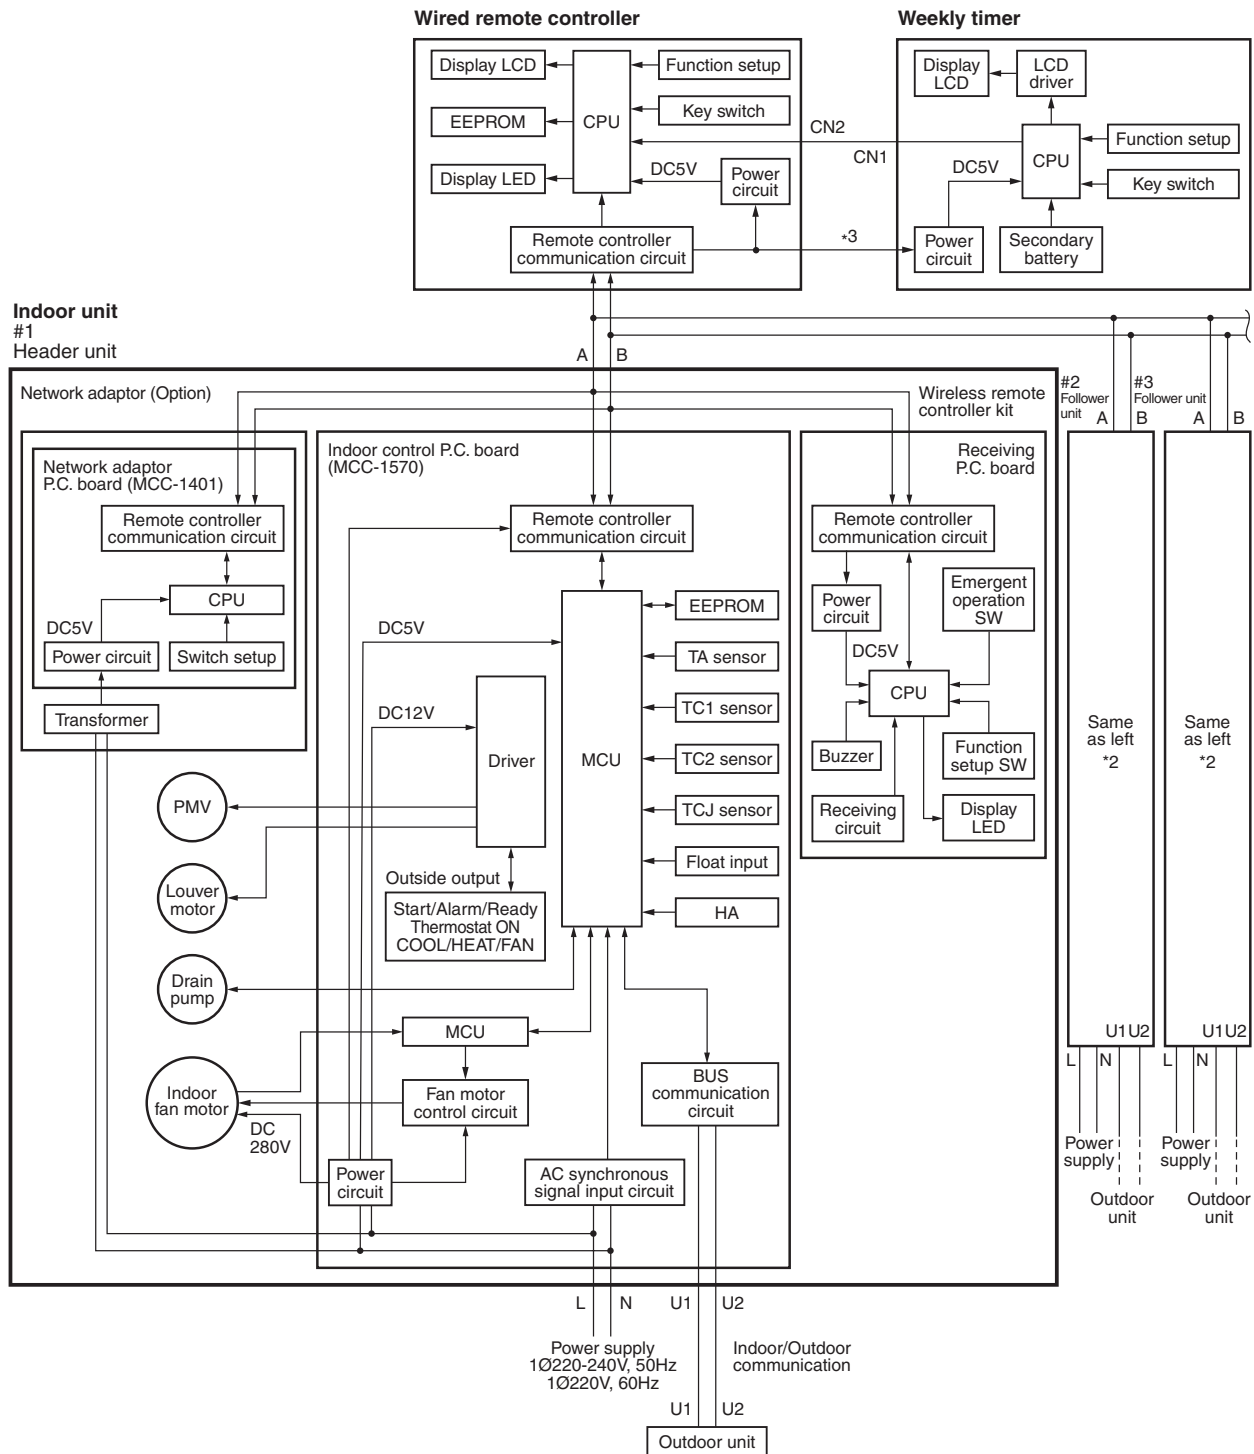 Wired remote controller
Weekly timer
Display LCD
EEPROM
Display LED
CPU
Function setup
Key switch
DC5V
Power
circuit
Remote controller
communication circuit
CN2
CN1
*3
Display
LCD
LCD
driver
CPU
DC5V
Function setup
Key switch
Power
circuit
Secondary
battery
Indoor unit
#1
Header unit
A
B
Network adaptor (Option)
Wireless remote
controller kit
Network adaptor
P.C. board (MCC-1401)
Remote controller
communication circuit
CPU
DC5V
Power circuit
Switch setup
Transformer
Indoor control P.C. board
(MCC-1570)
Remote controller
communication circuit
DC5V
DC12V
Driver
MCU
EEPROM
TA sensor
TC1 sensor
TC2 sensor
TCJ sensor
Float input
HA
Outside output
Start/Alarm/Ready
Thermostat ON
COOL/HEAT/FAN
PMV
Louver
motor
Drain
pump
Indoor
fan motor
DC
280V
MCU
Fan motor
control circuit
BUS
communication
circuit
Power
circuit
AC synchronous
signal input circuit
Receiving
P.C. board
Remote controller
communication circuit
Power
circuit
Emergent
operation
SW
DC5V
CPU
Buzzer
Function
setup SW
Receiving
circuit
Display
LED
#2
Follower
unit
A
B
#3
Follower unit
A
B
Same
as left
*2
Same
as left
*2
U1U2
U1U2
L
N
L
N
Power
supply
Power
supply
Outdoor
unit
Outdoor
unit
L
N
U1
U2
Power supply
1Ø220-240V, 50Hz
1Ø220V, 60Hz
Indoor/Outdoor
communication
U1
U2
Outdoor unit